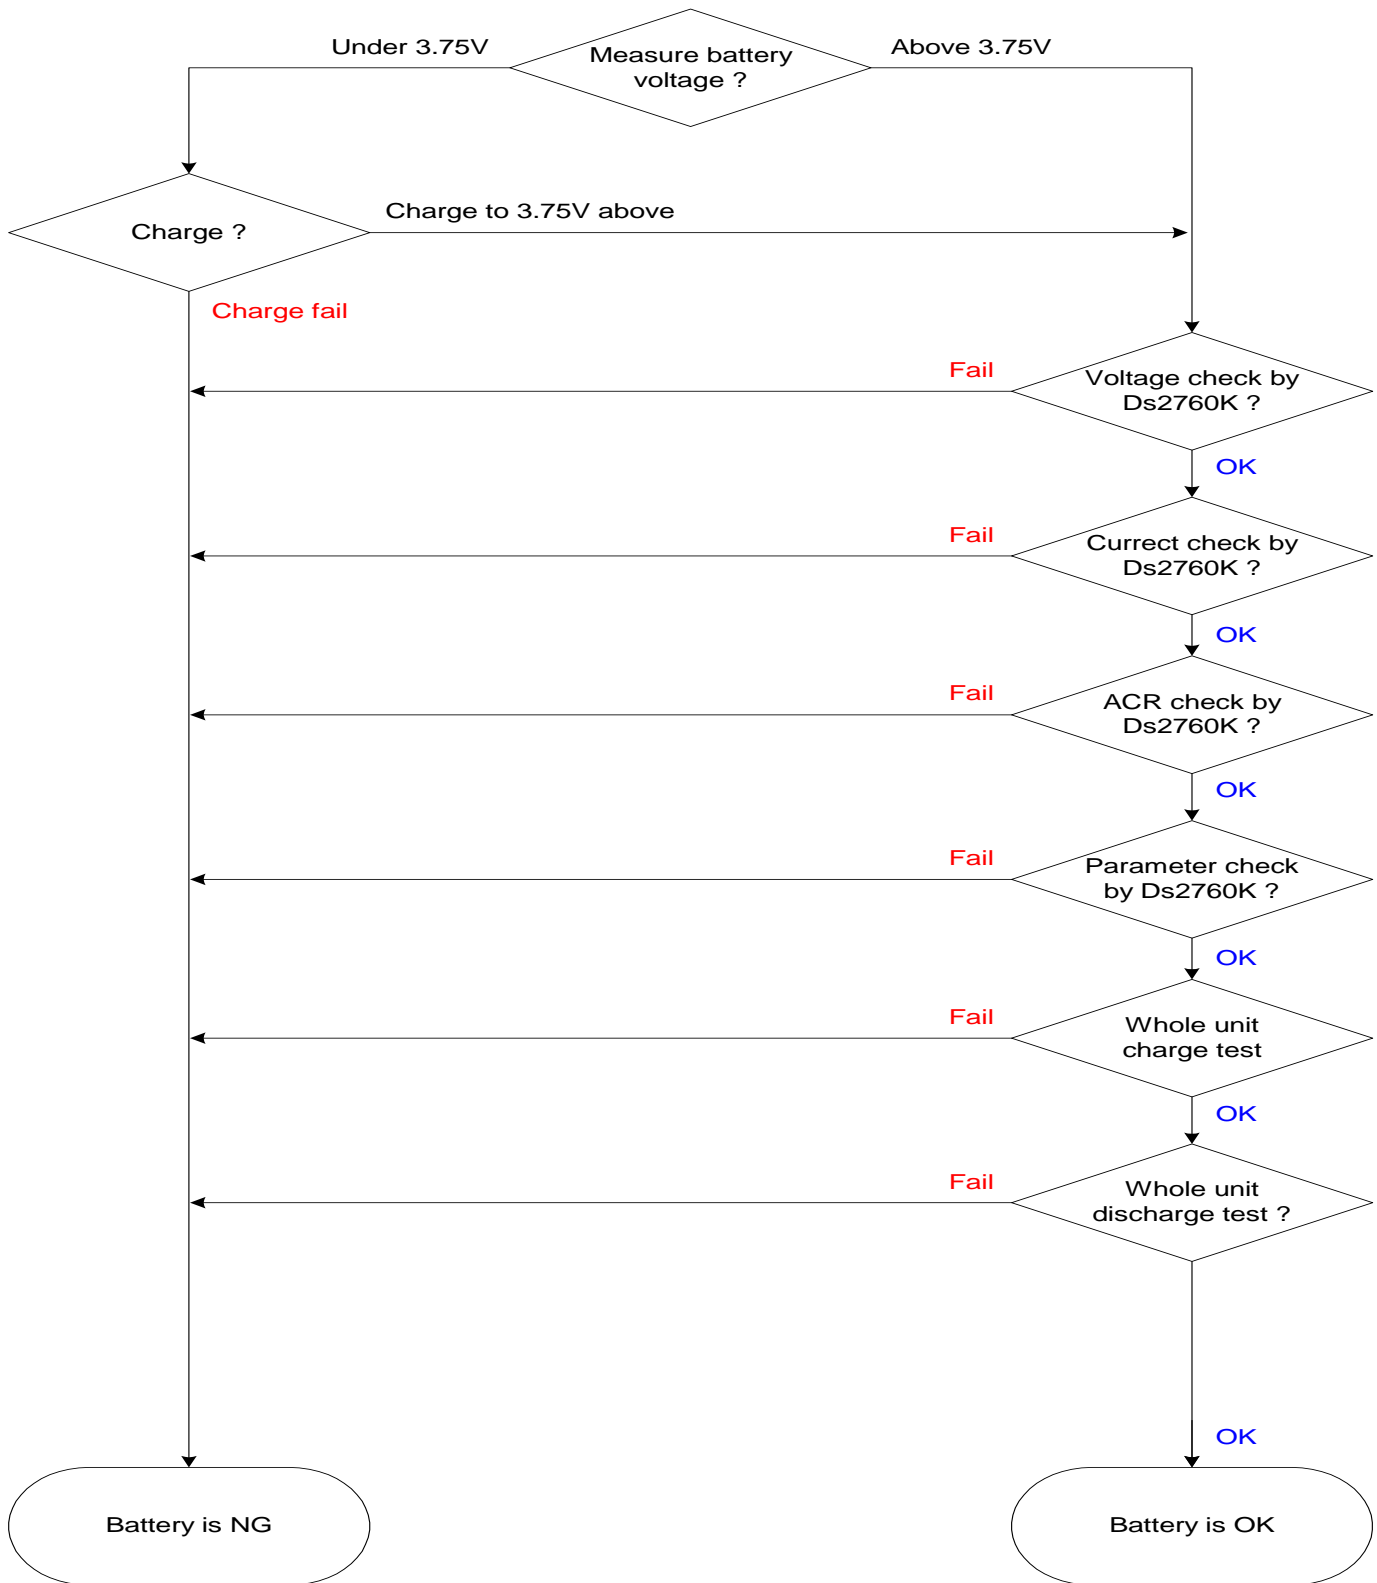 Under 3.75V
Measure battery
voltage ?
Above 3.75V
Charge ?
Charge to 3.75V above
Charge fail
Fail
Voltage check by
Ds2760K ?
OK
Fail
Currect check by
Ds2760K ?
OK
Fail
ACR check by
Ds2760K ?
OK
Fail
Parameter check
by Ds2760K ?
OK
Fail
Whole unit
charge test
OK
Fail
Whole unit
discharge test ?
OK
Battery is NG
Battery is OK